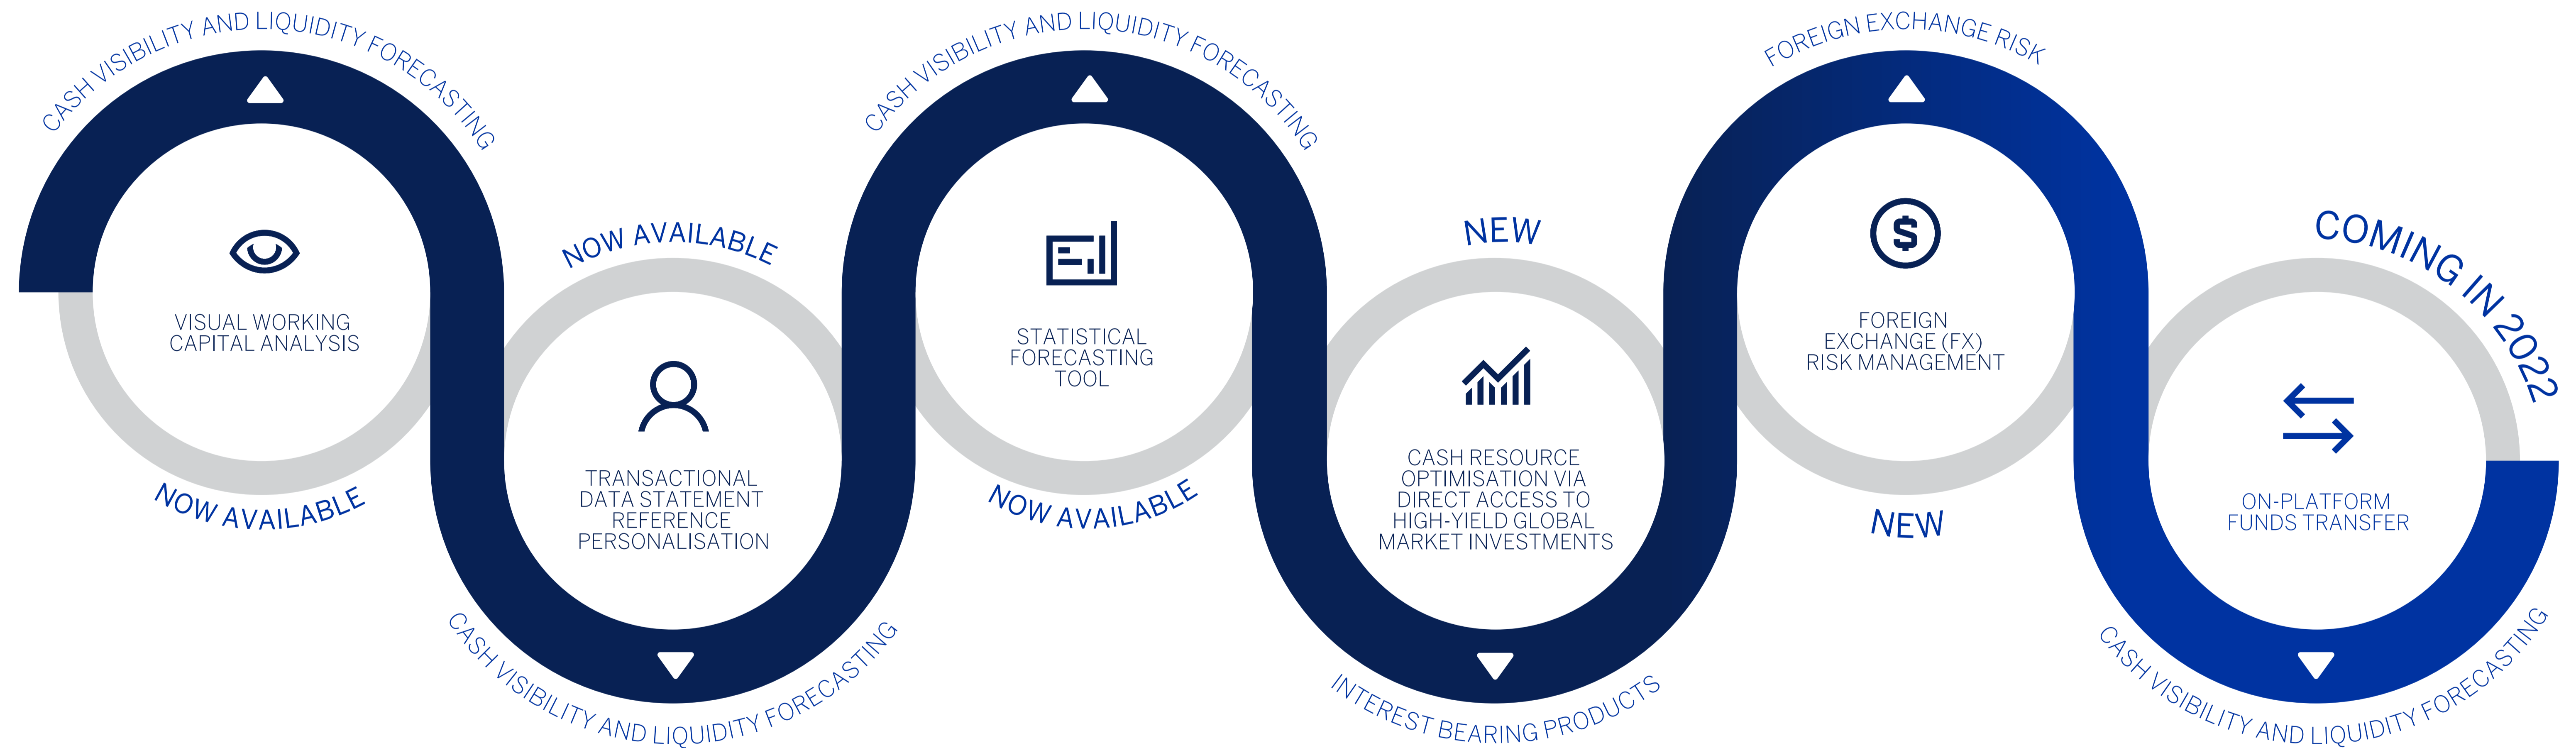 CASH VISIBILITY AND LIQUIDITY FORECASTING
VISUAL WORKING
CAPITAL ANALYSIS
NOW AVAILABLE
NOW AVAILABLE
TRANSACTIONAL
DATA STATEMENT
REFERENCE
PERSONALISATION
CASH VISIBILITY AND LIQUIDITY FORECASTING
CASH VISIBILITY AND LIQUIDITY FORECASTING
STATISTICAL
FORECASTING
TOOL
NOW AVAILABLE
NEW
CASH RESOURCE
OPTIMISATION VIA
DIRECT ACCESS TO
HIGH-YIELD GLOBAL
MARKET INVESTMENTS
INTEREST BEARING PRODUCTS
FOREIGN EXCHANGE RISK
$
FOREIGN
EXCHANGE (FX)
RISK MANAGEMENT
NEW
COMING IN 2022
ON-PLATFORM
FUNDS TRANSFER
CASH VISIBILITY AND LIQUIDITY FORECASTING